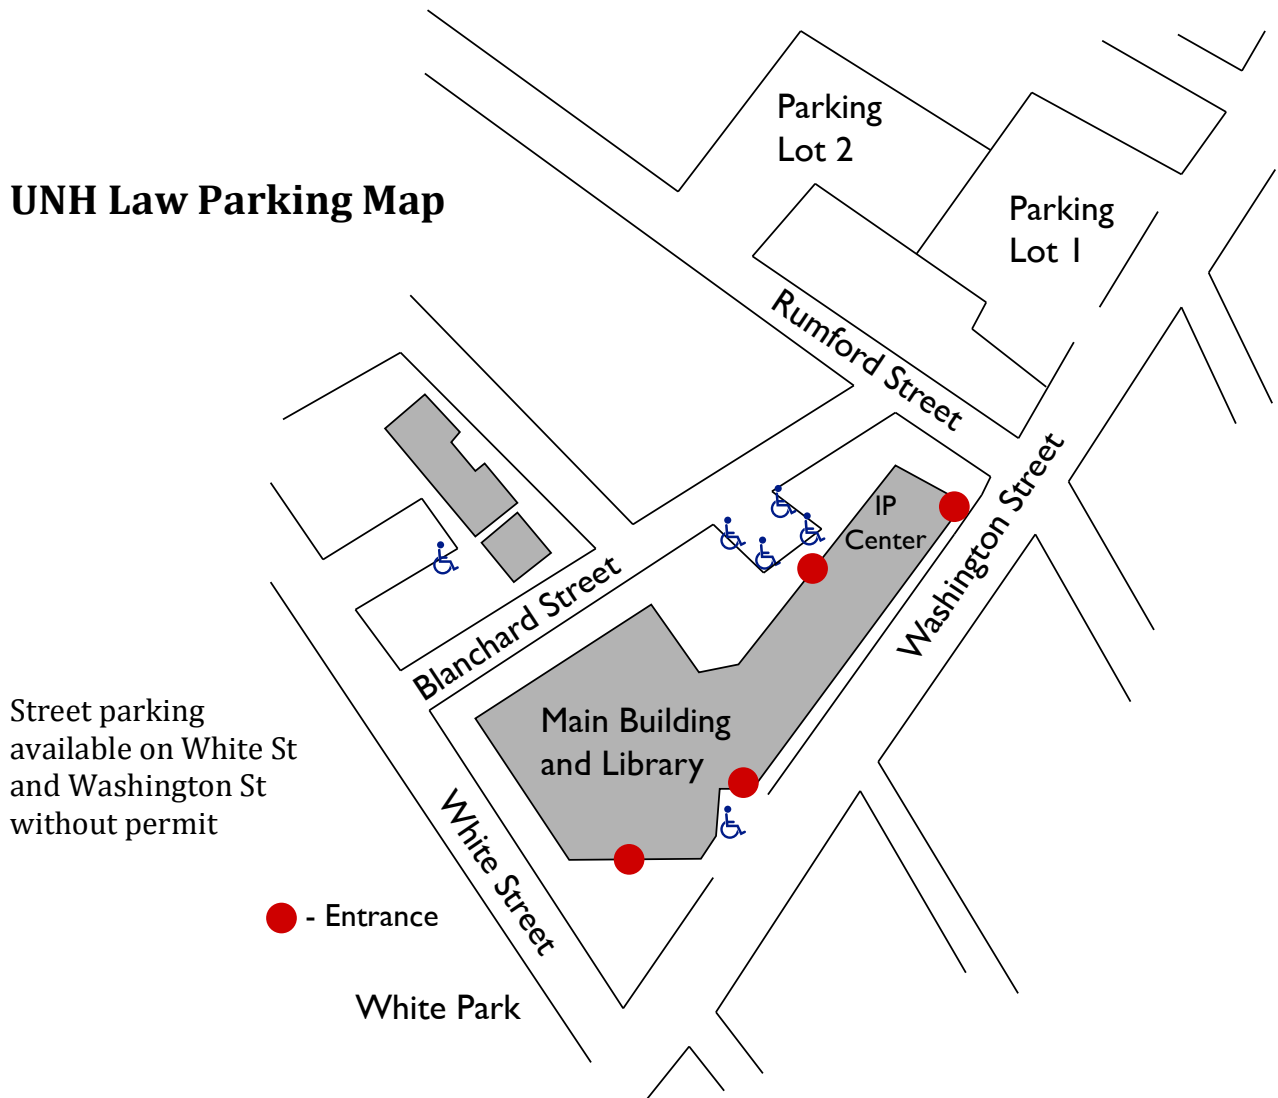 Parking
Lot 2
UNH Law Parking Map
Parking
Lot 1
Rumford Street
IP
Center
Washington Street
Blanchard Street
Main Building
and Library
Street parking
available on White St
and Washington St
without permit
White Street
- Entrance
White Park